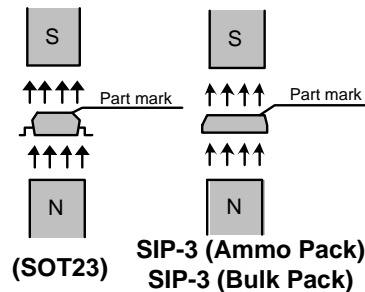 S
S
Part mark
Part mark
N
N
(SOT23)
SIP-3 (Ammo Pack)
SIP-3 (Bulk Pack)